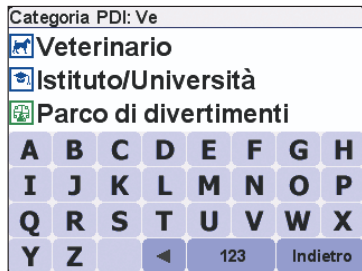 Categoria PDI: Ve
Veterinario
Istituto/Università
Parco di divertimenti
A B C D E F G H
I J K L M N O P
Q R S T U V W X
Y Z ◄ 123 Indietro